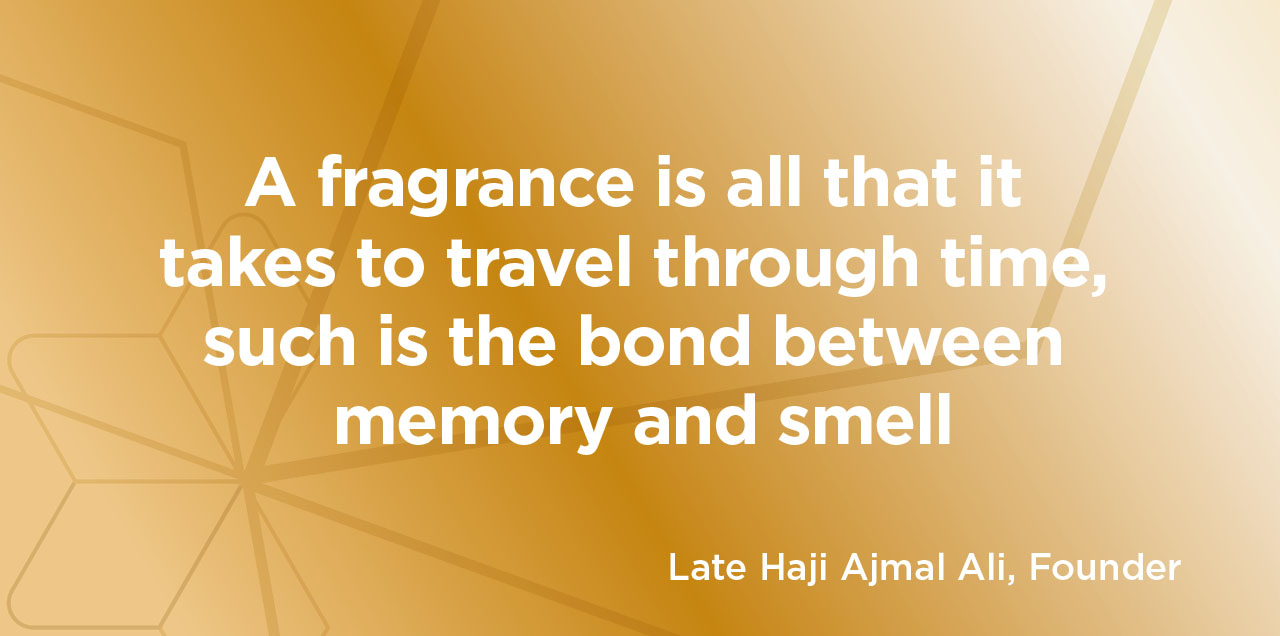 A fragrance is all that it
takes to travel through time,
such is the bond between
memory and smell
Late Haji Ajmal Ali, Founder